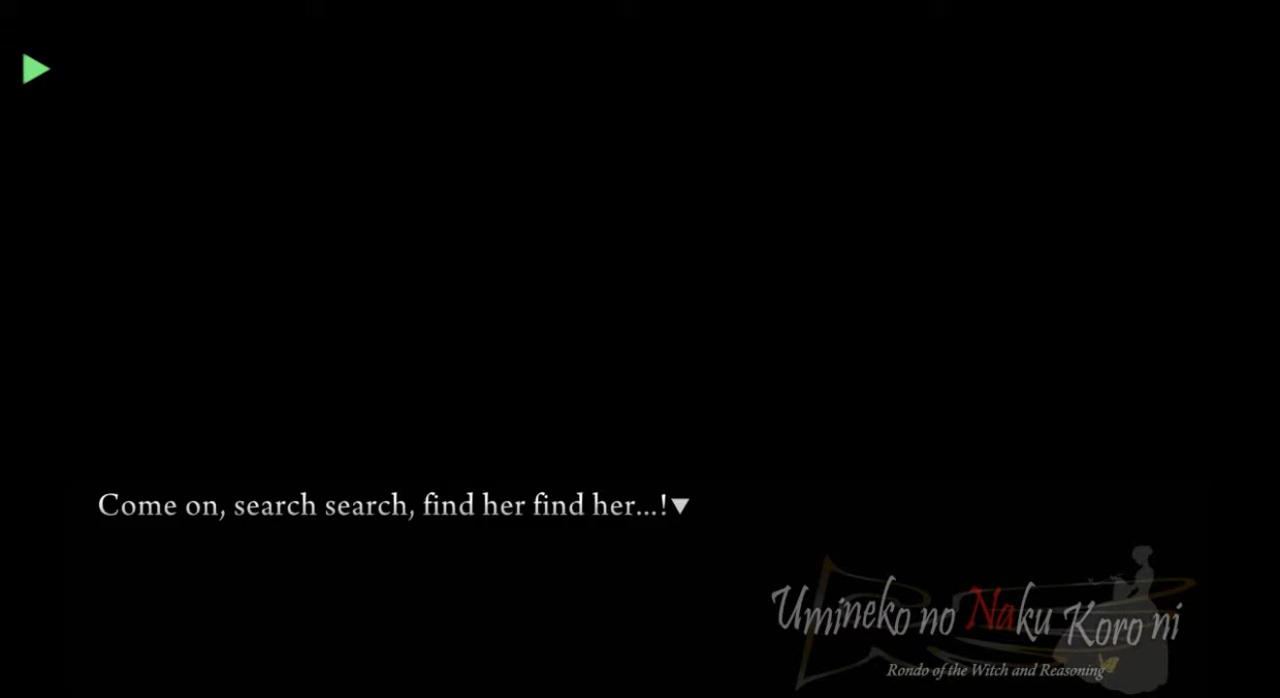 Come on, search search, find her find her...!
Umineko no Naku Koro ni
Rondo of the Witch and Reasoning